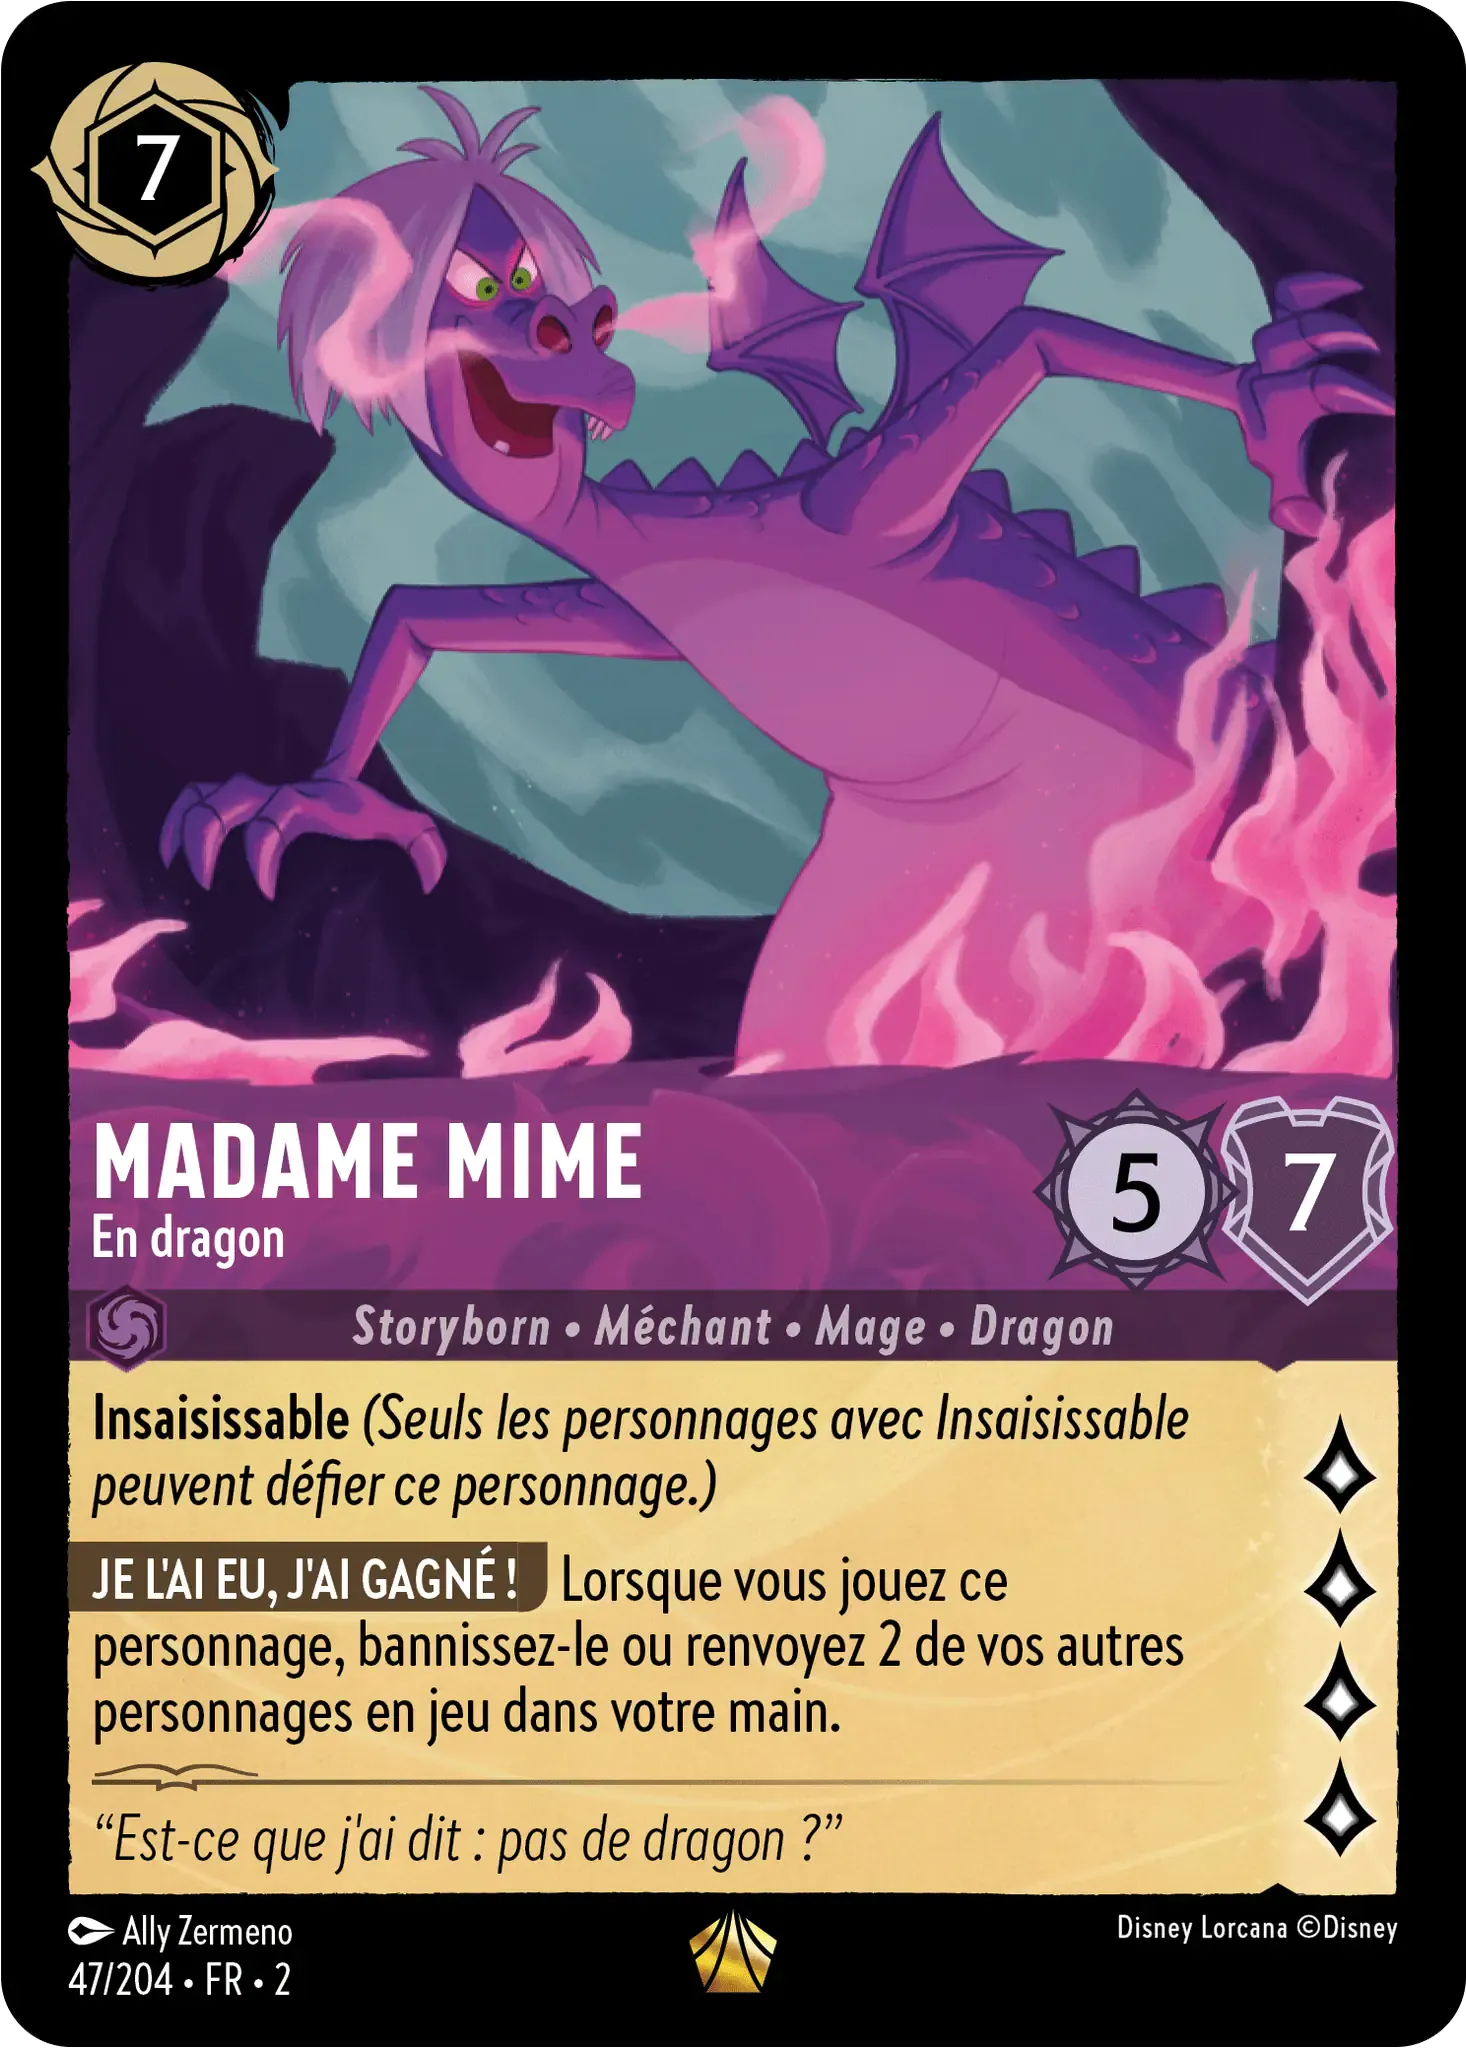 7
MADAME MIME
En dragon
5
7
Storyborn • Méchant • Mage • Dragon
Insaisissable (Seuls les personnages avec Insaisissable
peuvent défier ce personnage.)
JE L'AI EU, J'AI GAGNÉ ! Lorsque vous jouez ce
personnage, bannissez-le ou renvoyez 2 de vos autres
personnages en jeu dans votre main.
“Est-ce que j'ai dit : pas de dragon ?”
Ally Zermeno
Disney Lorcana ©Disney
47/204 • FR • 2